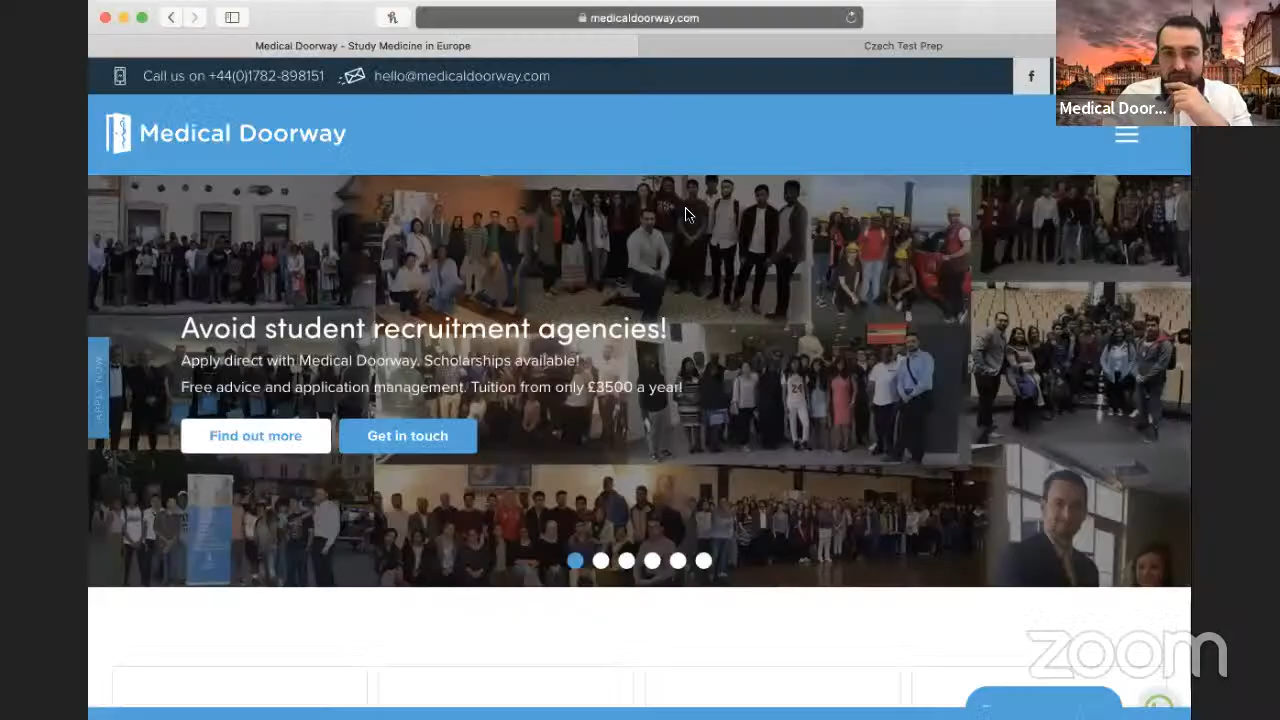 medicaldoorway.com
Medical Doorway - Study Medicine in Europe
Czech Test Prep
Call us on +44(0)1782-898151
hello@medicaldoorway.com
f
Medical Door...
Medical Doorway
Avoid student recruitment agencies!
Apply direct with Medical Doorway. Scholarships available!
Free advice and application management. Tuition from only £3500 a year!
APPLY NOW
Find out more
Get in touch
zoom